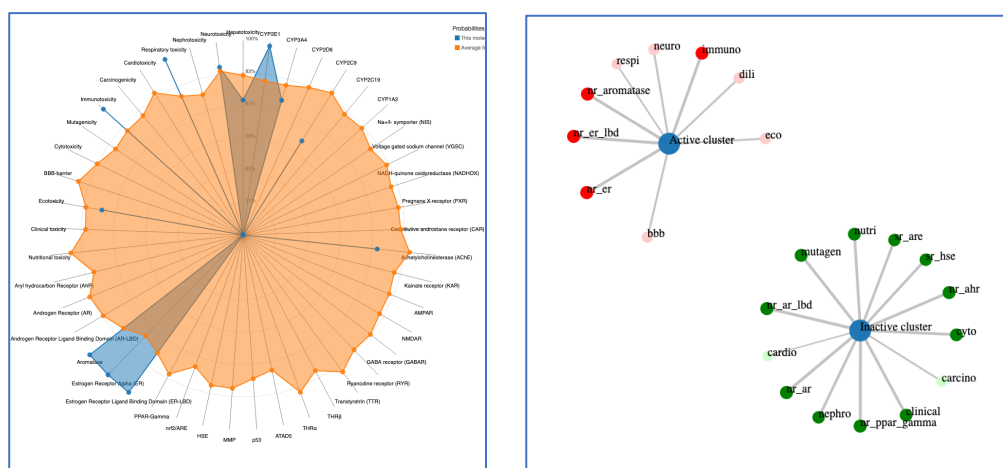 Probabilities
This mole
Average fo
Hepatotoxicity
100%
CYP2E1
CYP3A4
CYP2D6
CYP2C9
CYP2C19
CYP1A2
Na+/I- symporter (NIS)
Voltage gated sodium channel (VGSC)
NADH-quinone oxidoreductase (NADHOX)
Pregnane X receptor (PXR)
Constitutive androstane receptor (CAR)
Achetylcholinesterase (AChE)
Kainate receptor (KAR)
AMPAR
NMDAR
GABA receptor (GABAR)
Ryanodine receptor (RYR)
Transtyretrin (TTR)
THRβ
THRα
ATAD5
p53
MMP
HSE
nrf2/ARE
PPAR-Gamma
Estrogen Receptor Ligand Binding Domain (ER-LBD)
Estrogen Receptor Alpha (ER)
Aromatase
Androgen Receptor Ligand Binding Domain (AR-LBD)
Androgen Receptor (AR)
Aryl hydrocarbon Receptor (AhR)
Nutritional toxicity
Clinical toxicity
Ecotoxicity
BBB-barrier
Cytotoxicity
Mutagenicity
Immunotoxicity
Carcinogenicity
Cardiotoxicity
Respiratory toxicity
Nephrotoxicity
Neurotoxicity
neuro
immuno
respi
dili
nr_aromatase
nr_er_lbd
Active cluster
eco
nr_er
bbb
nutri
sr_are
mutagen
sr_hse
nr_ahr
nr_ar_lbd
Inactive cluster
cyto
cardio
carcino
nr_ar
nephro
clinical
nr_ppar_gamma